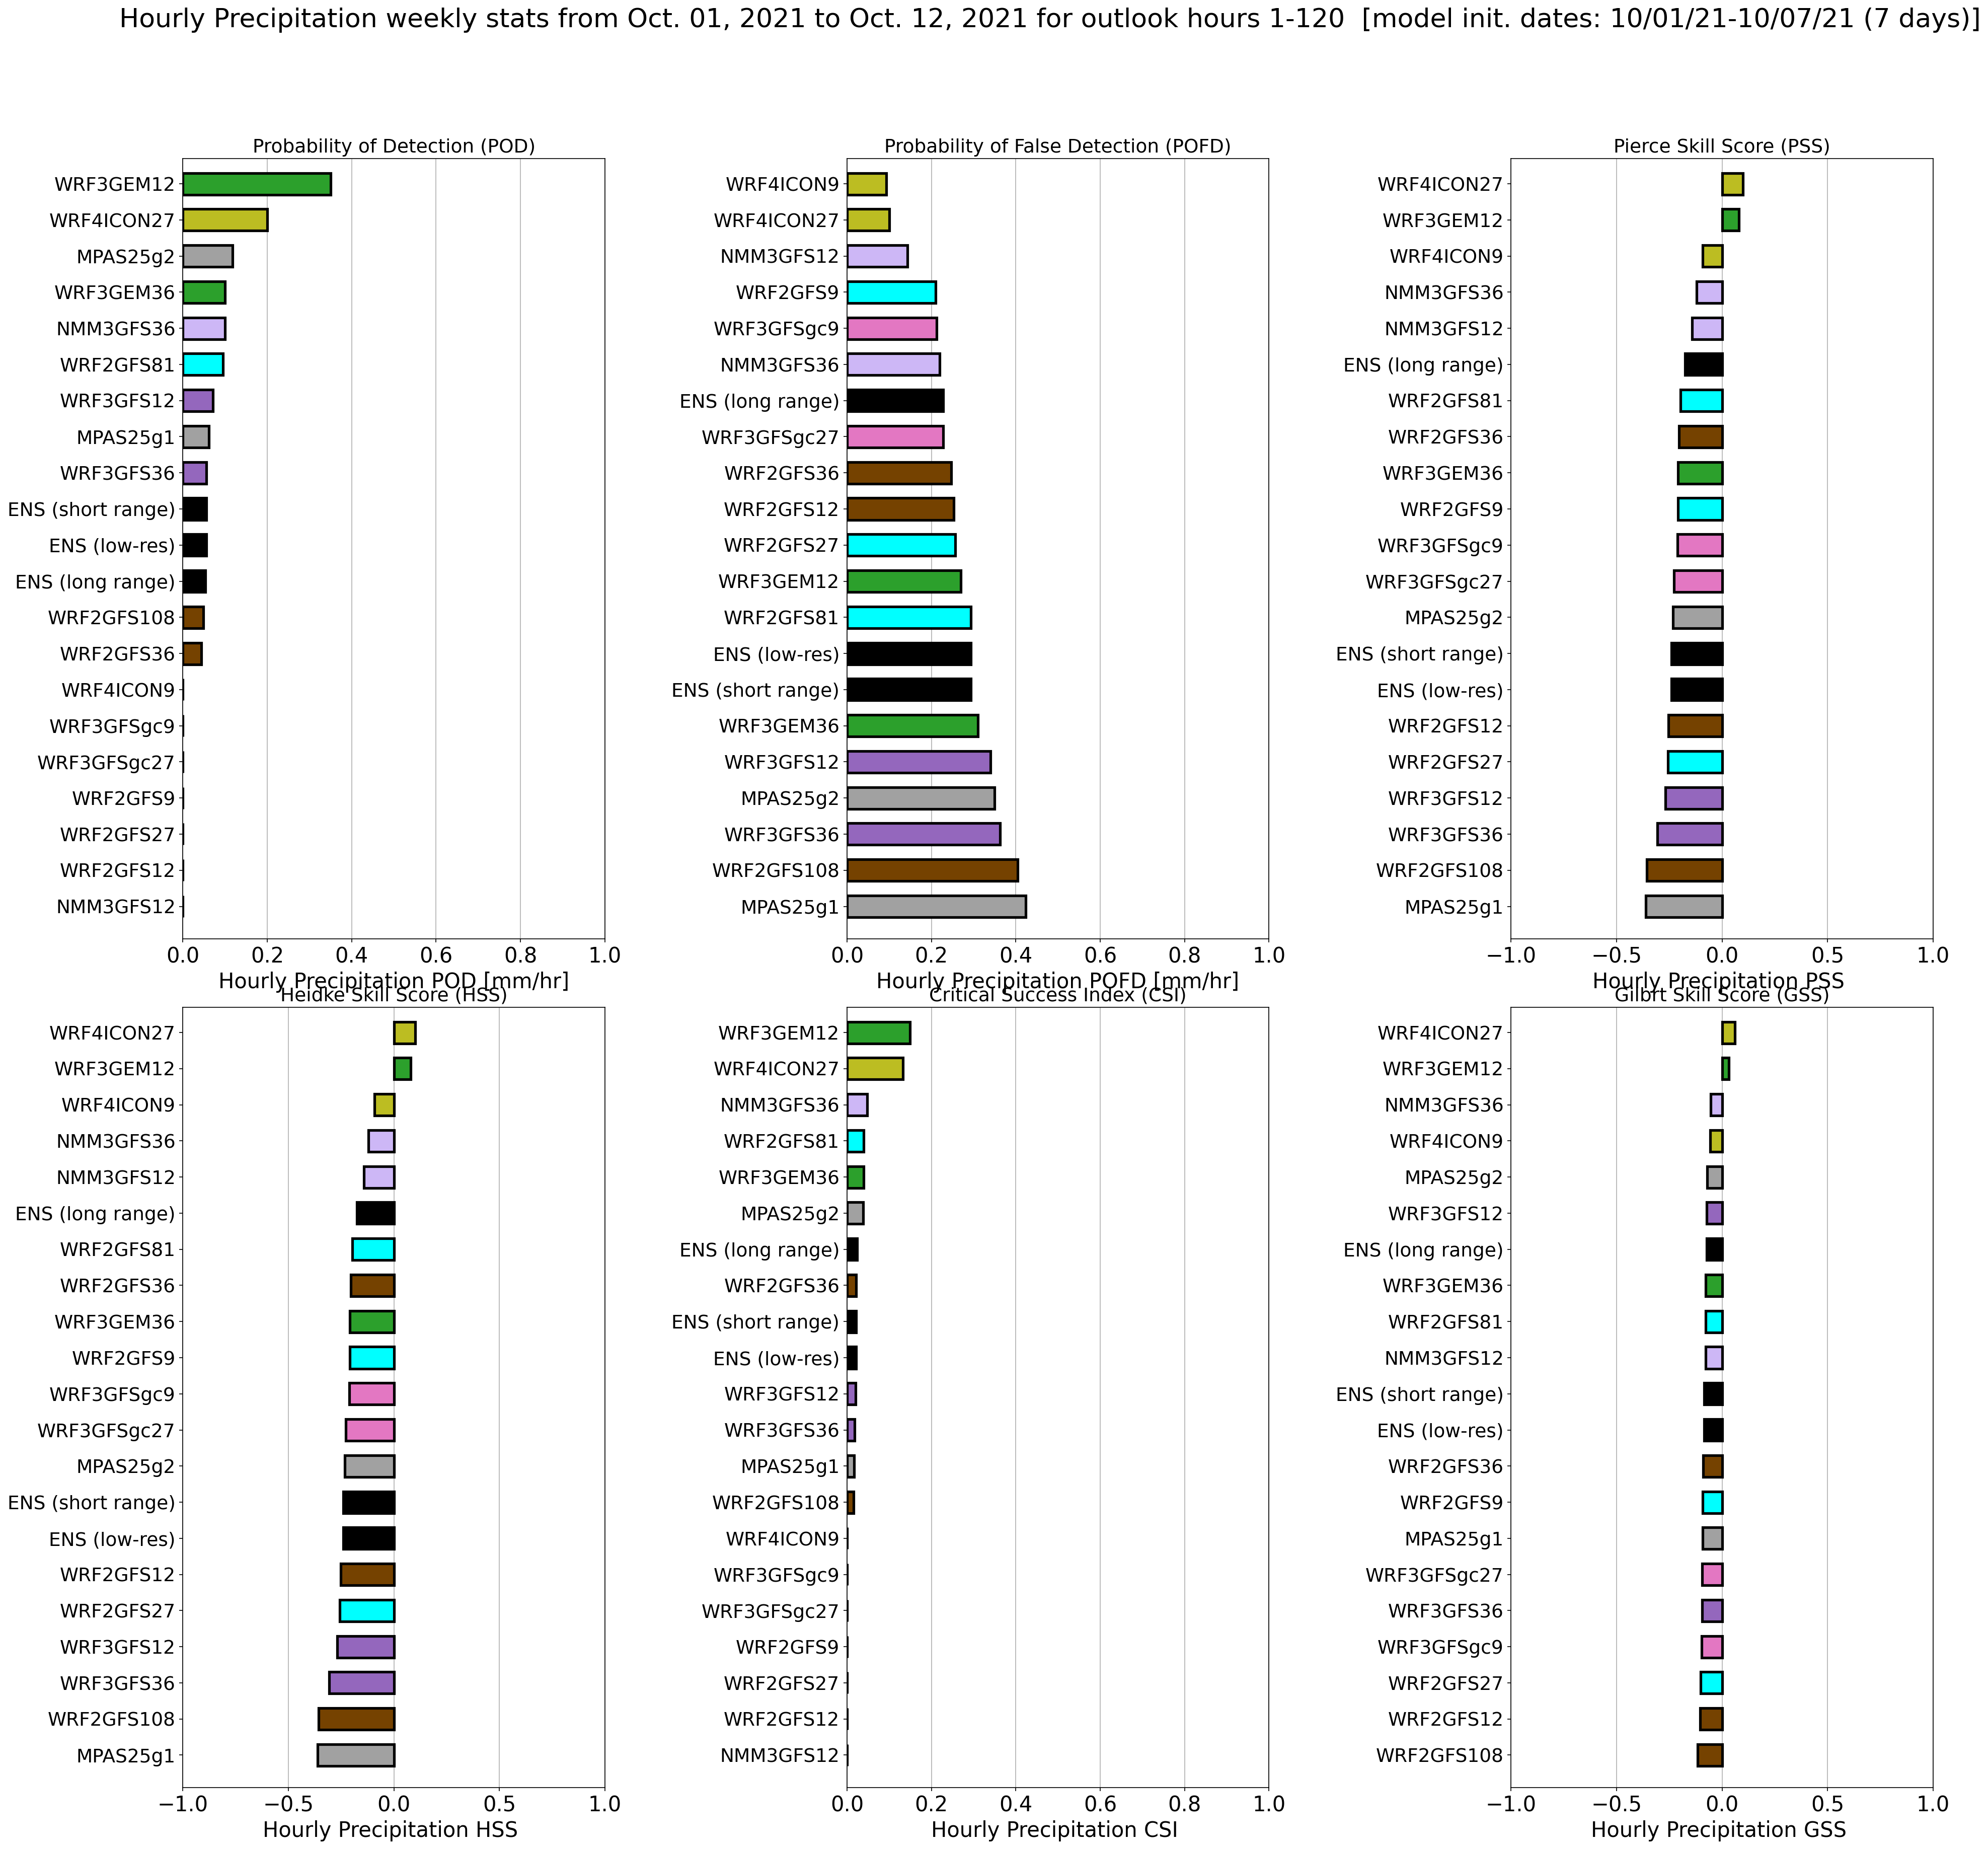 Hourly Precipitation weekly stats from Oct. 01, 2021 to Oct. 12, 2021 for outlook hours 1-120  [model init. dates: 10/01/21-10/07/21 (7 days)]
Probability of Detection (POD)
WRF3GEM12
WRF4ICON27
MPAS25g2
WRF3GEM36
NMM3GFS36
WRF2GFS81
WRF3GFS12
MPAS25g1
WRF3GFS36
ENS (short range)
ENS (low-res)
ENS (long range)
WRF2GFS108
WRF2GFS36
WRF4ICON9
WRF3GFSgc9
WRF3GFSgc27
WRF2GFS9
WRF2GFS27
WRF2GFS12
NMM3GFS12
0.0 0.2 0.4 0.6 0.8 1.0
Hourly Precipitation POD [mm/hr]
Probability of False Detection (POFD)
WRF4ICON9
WRF4ICON27
NMM3GFS12
WRF2GFS9
WRF3GFSgc9
NMM3GFS36
ENS (long range)
WRF3GFSgc27
WRF2GFS36
WRF2GFS12
WRF2GFS27
WRF3GEM12
WRF2GFS81
ENS (low-res)
ENS (short range)
WRF3GEM36
WRF3GFS12
MPAS25g2
WRF3GFS36
WRF2GFS108
MPAS25g1
0.0 0.2 0.4 0.6 0.8 1.0
Hourly Precipitation POFD [mm/hr]
Pierce Skill Score (PSS)
WRF4ICON27
WRF3GEM12
WRF4ICON9
NMM3GFS36
NMM3GFS12
ENS (long range)
WRF2GFS81
WRF2GFS36
WRF3GEM36
WRF2GFS9
WRF3GFSgc9
WRF3GFSgc27
MPAS25g2
ENS (short range)
ENS (low-res)
WRF2GFS12
WRF2GFS27
WRF3GFS12
WRF3GFS36
WRF2GFS108
MPAS25g1
−1.0 −0.5 0.0 0.5 1.0
Hourly Precipitation PSS
Heidke Skill Score (HSS)
WRF4ICON27
WRF3GEM12
WRF4ICON9
NMM3GFS36
NMM3GFS12
ENS (long range)
WRF2GFS81
WRF2GFS36
WRF3GEM36
WRF2GFS9
WRF3GFSgc9
WRF3GFSgc27
MPAS25g2
ENS (short range)
ENS (low-res)
WRF2GFS12
WRF2GFS27
WRF3GFS12
WRF3GFS36
WRF2GFS108
MPAS25g1
−1.0 −0.5 0.0 0.5 1.0
Hourly Precipitation HSS
Critical Success Index (CSI)
WRF3GEM12
WRF4ICON27
NMM3GFS36
WRF2GFS81
WRF3GEM36
MPAS25g2
ENS (long range)
WRF2GFS36
ENS (short range)
ENS (low-res)
WRF3GFS12
WRF3GFS36
MPAS25g1
WRF2GFS108
WRF4ICON9
WRF3GFSgc9
WRF3GFSgc27
WRF2GFS9
WRF2GFS27
WRF2GFS12
NMM3GFS12
0.0 0.2 0.4 0.6 0.8 1.0
Hourly Precipitation CSI
Gilbrt Skill Score (GSS)
WRF4ICON27
WRF3GEM12
NMM3GFS36
WRF4ICON9
MPAS25g2
WRF3GFS12
ENS (long range)
WRF3GEM36
WRF2GFS81
NMM3GFS12
ENS (short range)
ENS (low-res)
WRF2GFS36
WRF2GFS9
MPAS25g1
WRF3GFSgc27
WRF3GFS36
WRF3GFSgc9
WRF2GFS27
WRF2GFS12
WRF2GFS108
−1.0 −0.5 0.0 0.5 1.0
Hourly Precipitation GSS